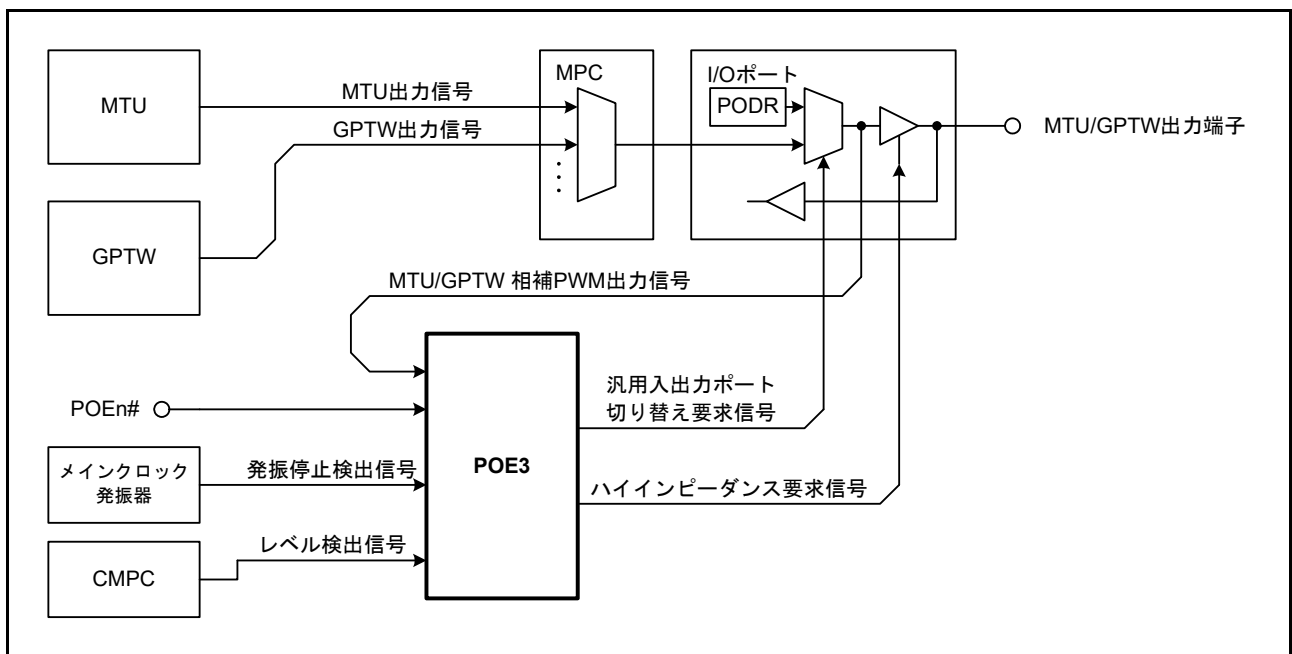 MTU
MTU出力信号
GPTW出力信号
MPC
I/Oポート
PODR
MTU/GPTW出力端子
GPTW
MTU/GPTW 相補PWM出力信号
POEn#
メインクロック
発振器
発振停止検出信号
CMPC
レベル検出信号
POE3
汎用入出力ポート
切り替え要求信号
ハイインピーダンス要求信号